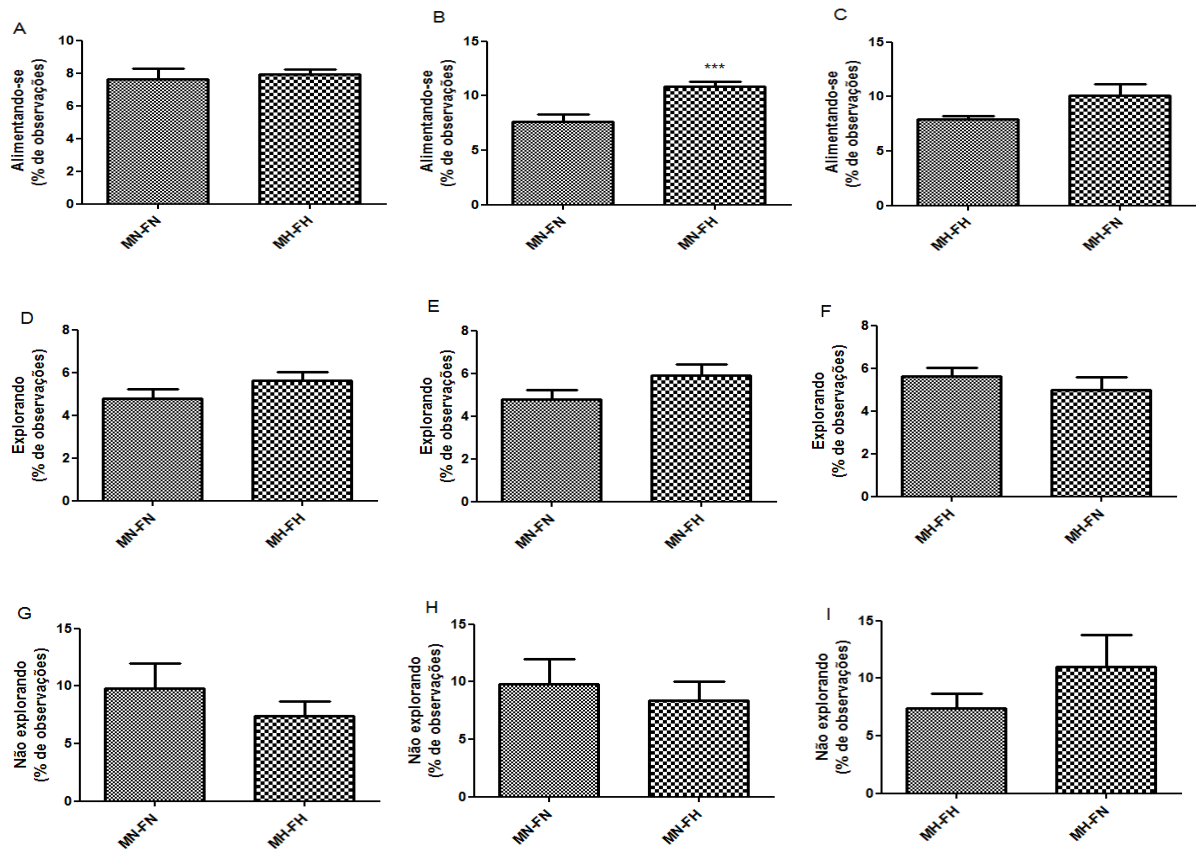 A
Alimentando-se
(% de observações)
10
8
6
4
2
0
MN-FN
MH-FH
B
Alimentando-se
(% de observações)
15
10
5
0
***
MN-FN
MN-FH
C
Alimentando-se
(% de observações)
15
10
5
0
MH-FH
MH-FN
D
Explorando
(% de observações)
8
6
4
2
0
MN-FN
MH-FH
E
Explorando
(% de observações)
8
6
4
2
0
MN-FN
MN-FH
F
Explorando
(% de observações)
8
6
4
2
0
MH-FH
MH-FN
G
Não explorando
(% de observações)
15
10
5
0
MN-FN
MH-FH
H
Não explorando
(% de observações)
15
10
5
0
MN-FN
MN-FH
I
Não explorando
(% de observações)
15
10
5
0
MH-FH
MH-FN